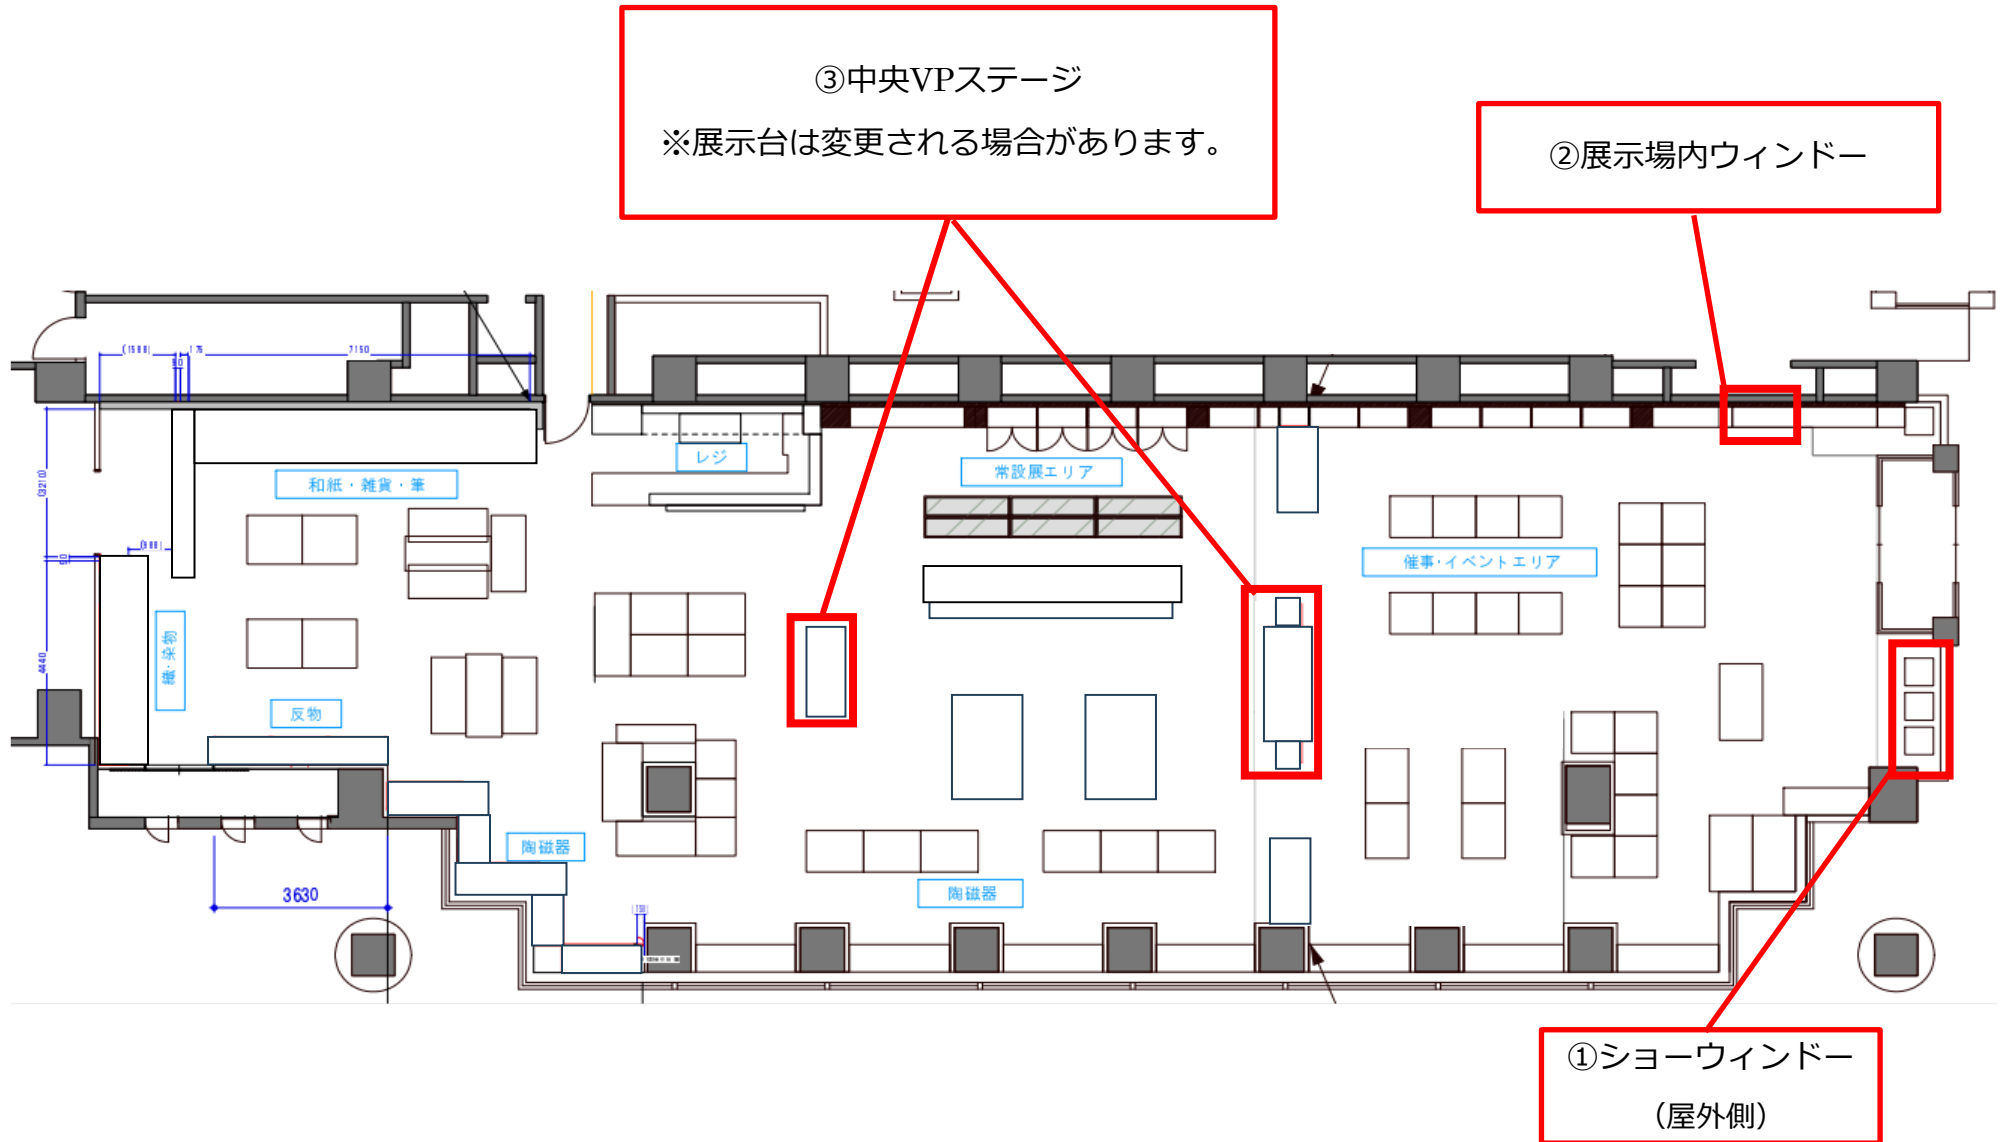 ③中央VPステージ
※展示台は変更される場合があります。
②展示場内ウィンドー
7150
(3210)
レジ
和紙・雑貨・筆
常設展エリア
催事・イベントエリア
織・染物
4440
反物
陶磁器
3630
陶磁器
①ショーウィンドー
（屋外側）